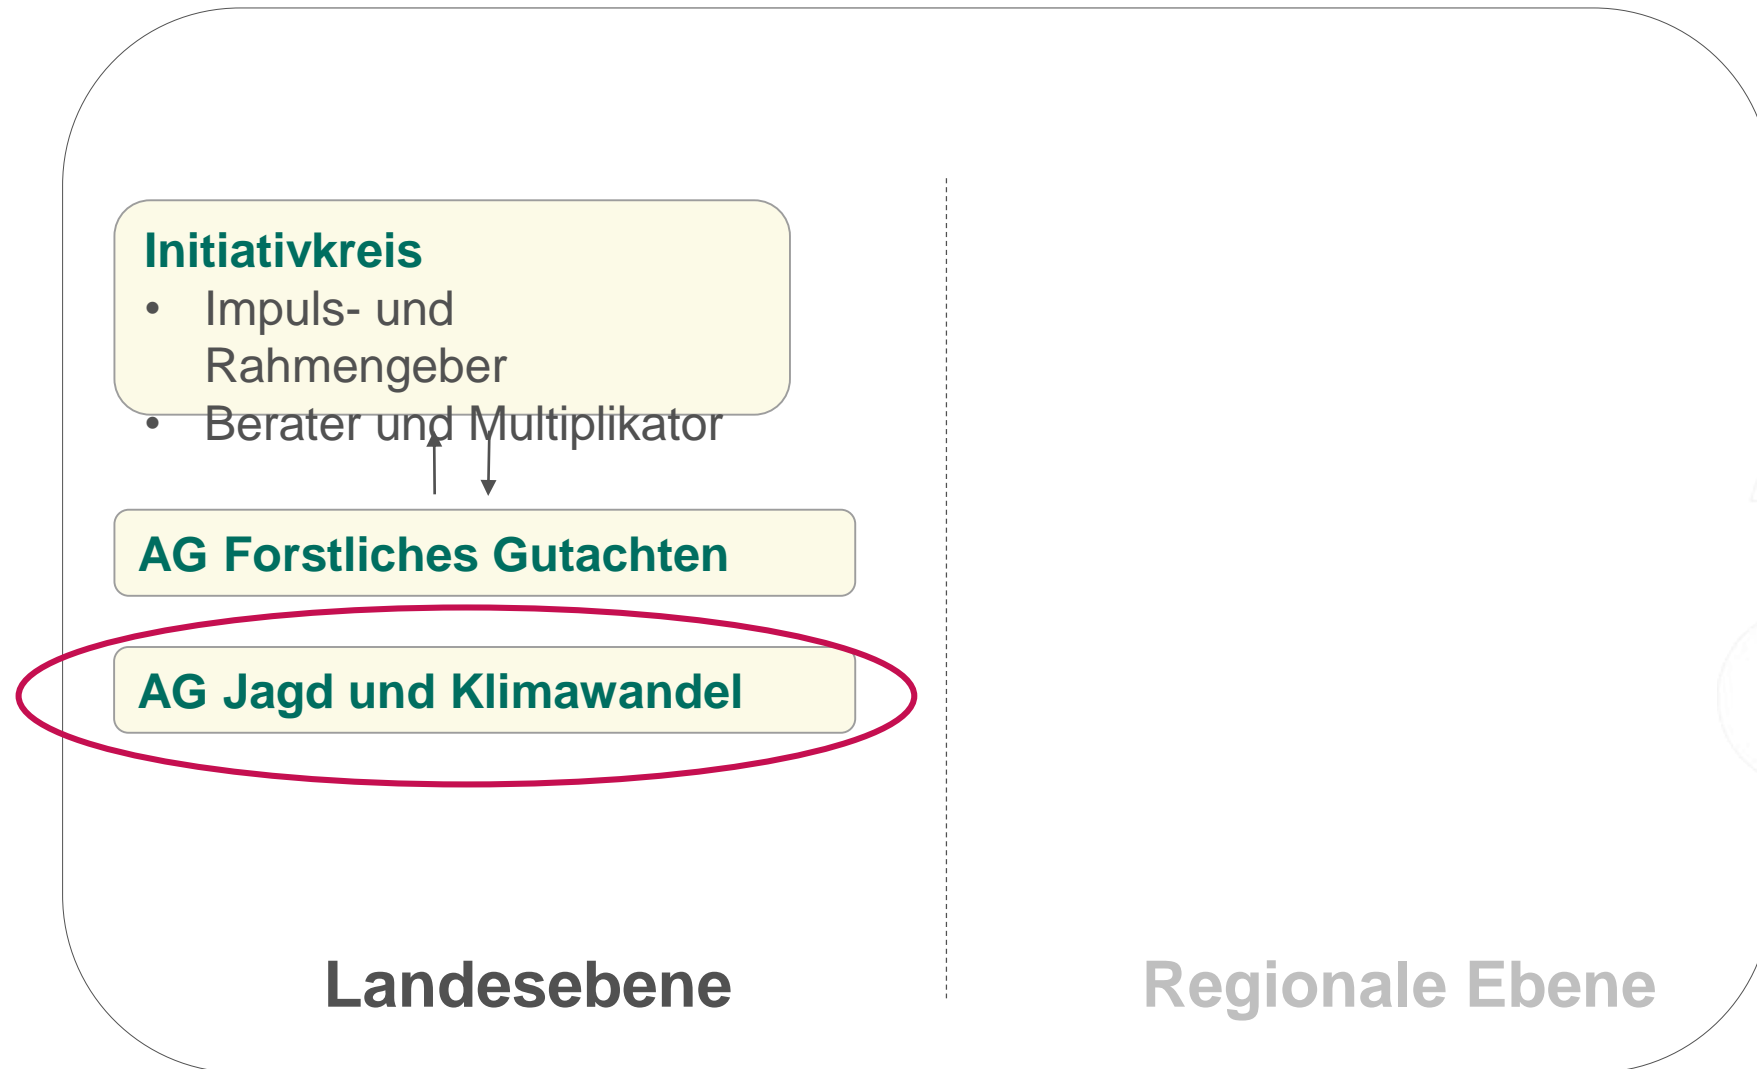 Initiativkreis
• Impuls- und
Rahmengeber
• Berater und Multiplikator
AG Forstliches Gutachten
AG Jagd und Klimawandel
Landesebene
Regionale Ebene